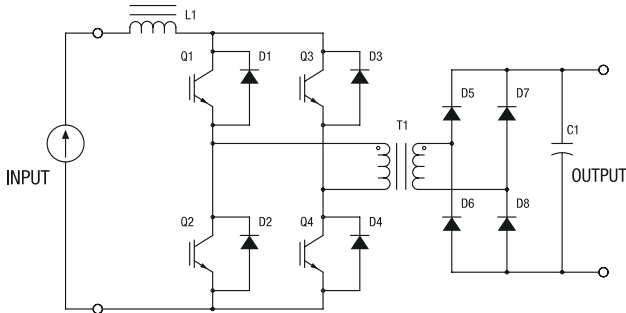 L1
Q1 D1 Q3 D3
D5 D7
T1
C1
INPUT OUTPUT
Q2 D2 Q4 D4
D6 D8